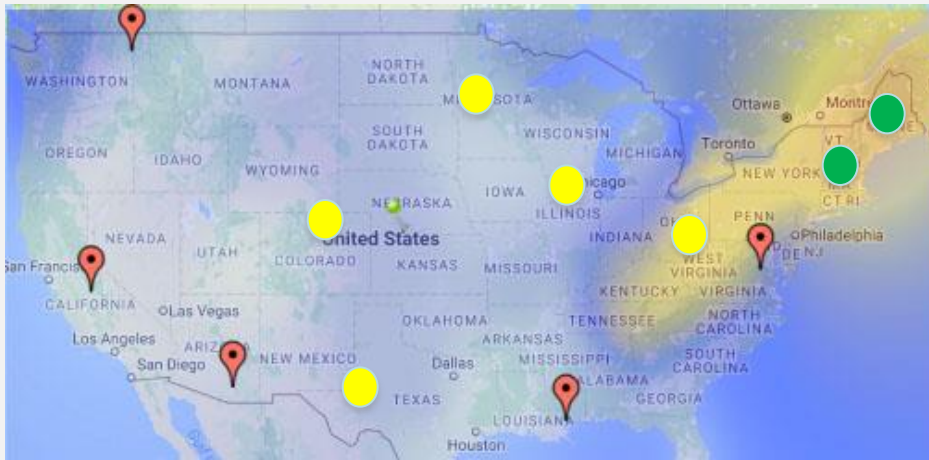 WASHINGTON
MONTANA
NORTH
DAKOTA
Ottawa
Montre
OREGON
IDAHO
SOUTH
DAKOTA
WISCONSIN
MICHIGAN
Toronto
VT
NEW YORK
WYOMING
IOWA
NEBRASKA
ILLINOIS
INDIANA
PENN
CT RI
Philadelphia
DE
NJ
NEVADA
UTAH
COLORADO
United States
KANSAS
MISSOURI
WEST
VIRGINIA
KENTUCKY
VIRGINIA
San Francis
CALIFORNIA
Las Vegas
OKLAHOMA
TENNESSEE
NORTH
CAROLINA
Los Angeles
San Diego
NEW MEXICO
Dallas
ARKANSAS
MISSISSIPPI
SOUTH
CAROLINA
ALABAMA
GEORGIA
TEXAS
LOUISIANA
Houston